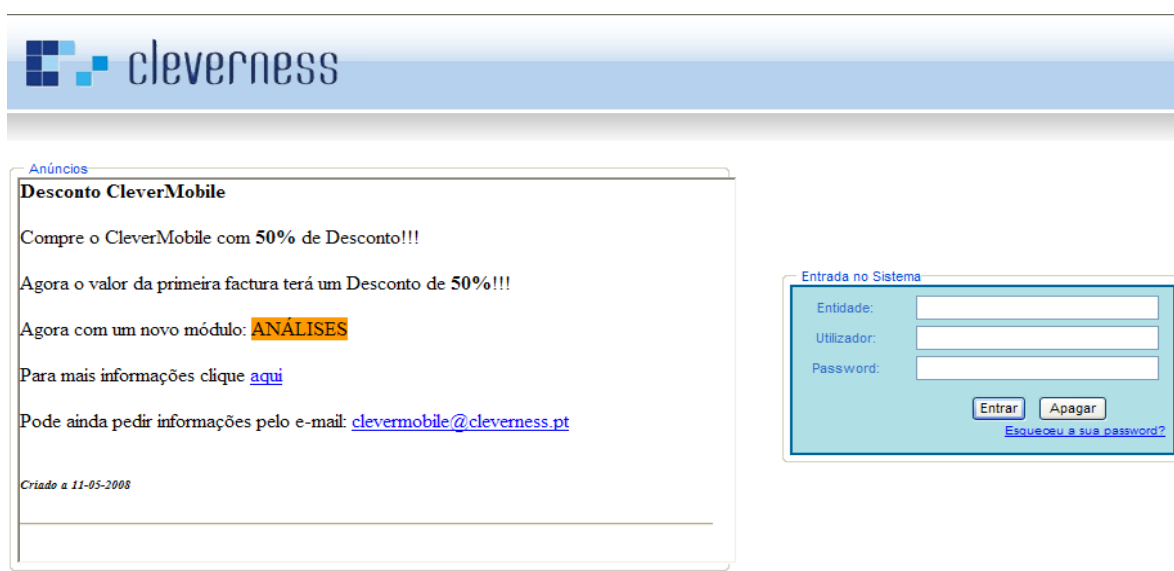 cleverness
Anúncios
Desconto CleverMobile
Compre o CleverMobile com 50% de Desconto!!!
Agora o valor da primeira factura terá um Desconto de 50%!!!
Agora com um novo módulo: ANÁLISES
Para mais informações clique aqui
Pode ainda pedir informações pelo e-mail: clevermobile@cleverness.pt
Criado a 11-05-2008
Entrada no Sistema
Entidade:
Utilizador:
Password:
Entrar Apagar
Esqueceu a sua password?